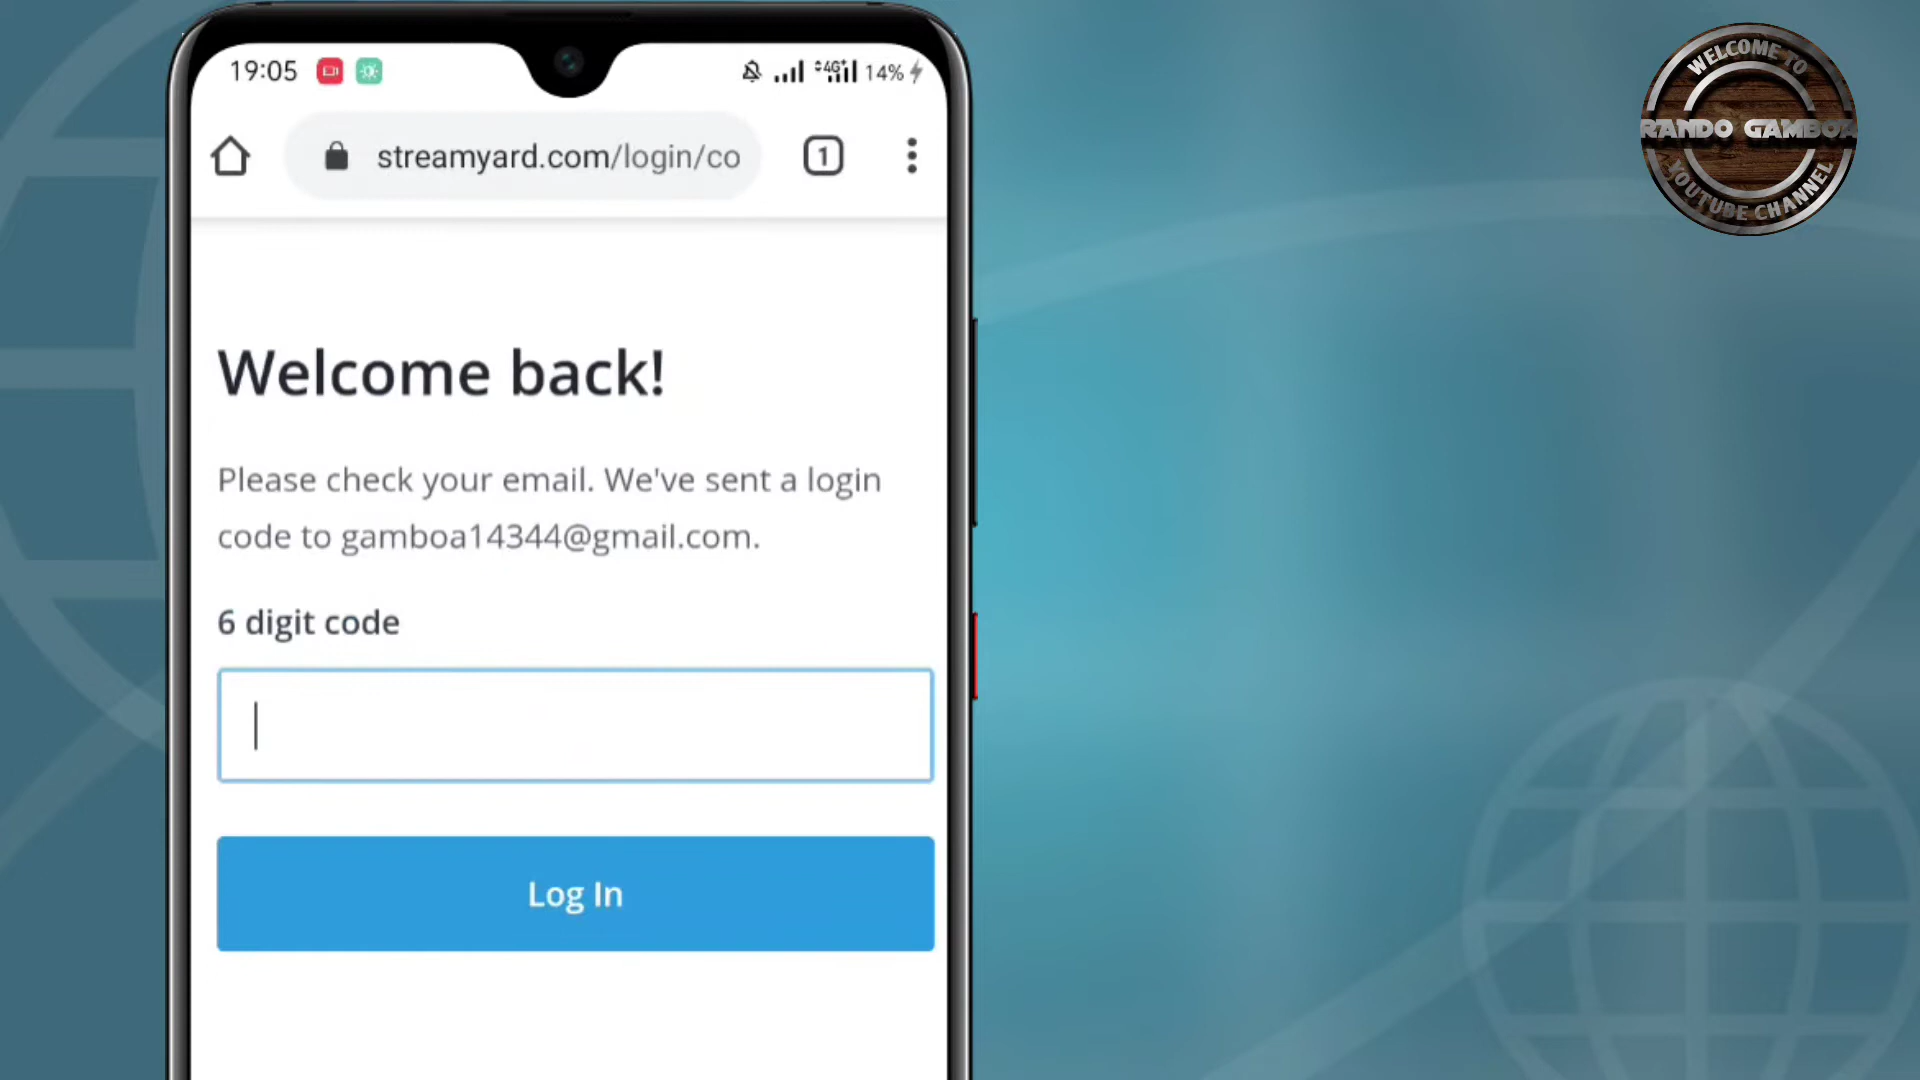 19:05
4G+ 14%
streamyard.com/login/co
1
Welcome back!
Please check your email. We've sent a login
code to gamboa14344@gmail.com.
6 digit code
Log In
WELCOME TO
RANDO GAMBOA
YOUTUBE CHANNEL